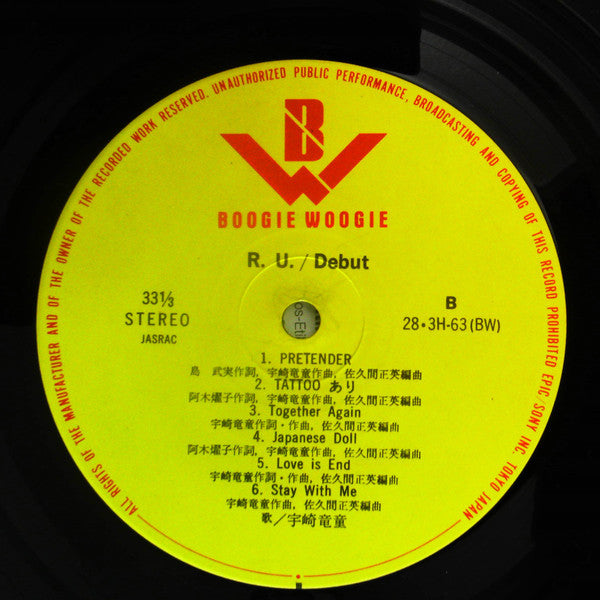 ALL RIGHTS OF THE MANUFACTURER AND OF THE OWNER OF THE RECORDED WORK RESERVED. UNAUTHORIZED PUBLIC PERFORMANCE, BROADCASTING AND COPYING OF THIS RECORD PROHIBITED EPIC/SONY INC. TOKYO JAPAN
B
W
BOOGIE WOOGIE
R. U./Debut
33⅓
STEREO
JASRAC
B
28・3H-63(BW)
1. PRETENDER
島 武実作詞, 宇崎竜童作曲, 佐久間正英編曲
2. TATTOO あり
阿木燿子作詞, 宇崎竜童作曲, 佐久間正英編曲
3. Together Again
宇崎竜童作詞・作曲, 佐久間正英編曲
4. Japanese Doll
阿木燿子作詞, 宇崎竜童作曲, 佐久間正英編曲
5. Love is End
宇崎竜童作詞・作曲, 佐久間正英編曲
6. Stay With Me
宇崎竜童作曲, 佐久間正英編曲
歌/宇崎竜童